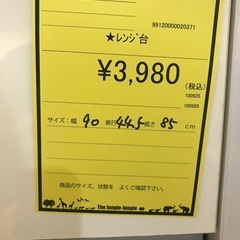 99120000020371
★レンジ台
¥3,980
(税込)
100925
100925
サイズ:幅 90 奥行 44.5 高さ 85 cm
商品のサイズ、状態を よくご確認下さい。
The Jungle-Jungle